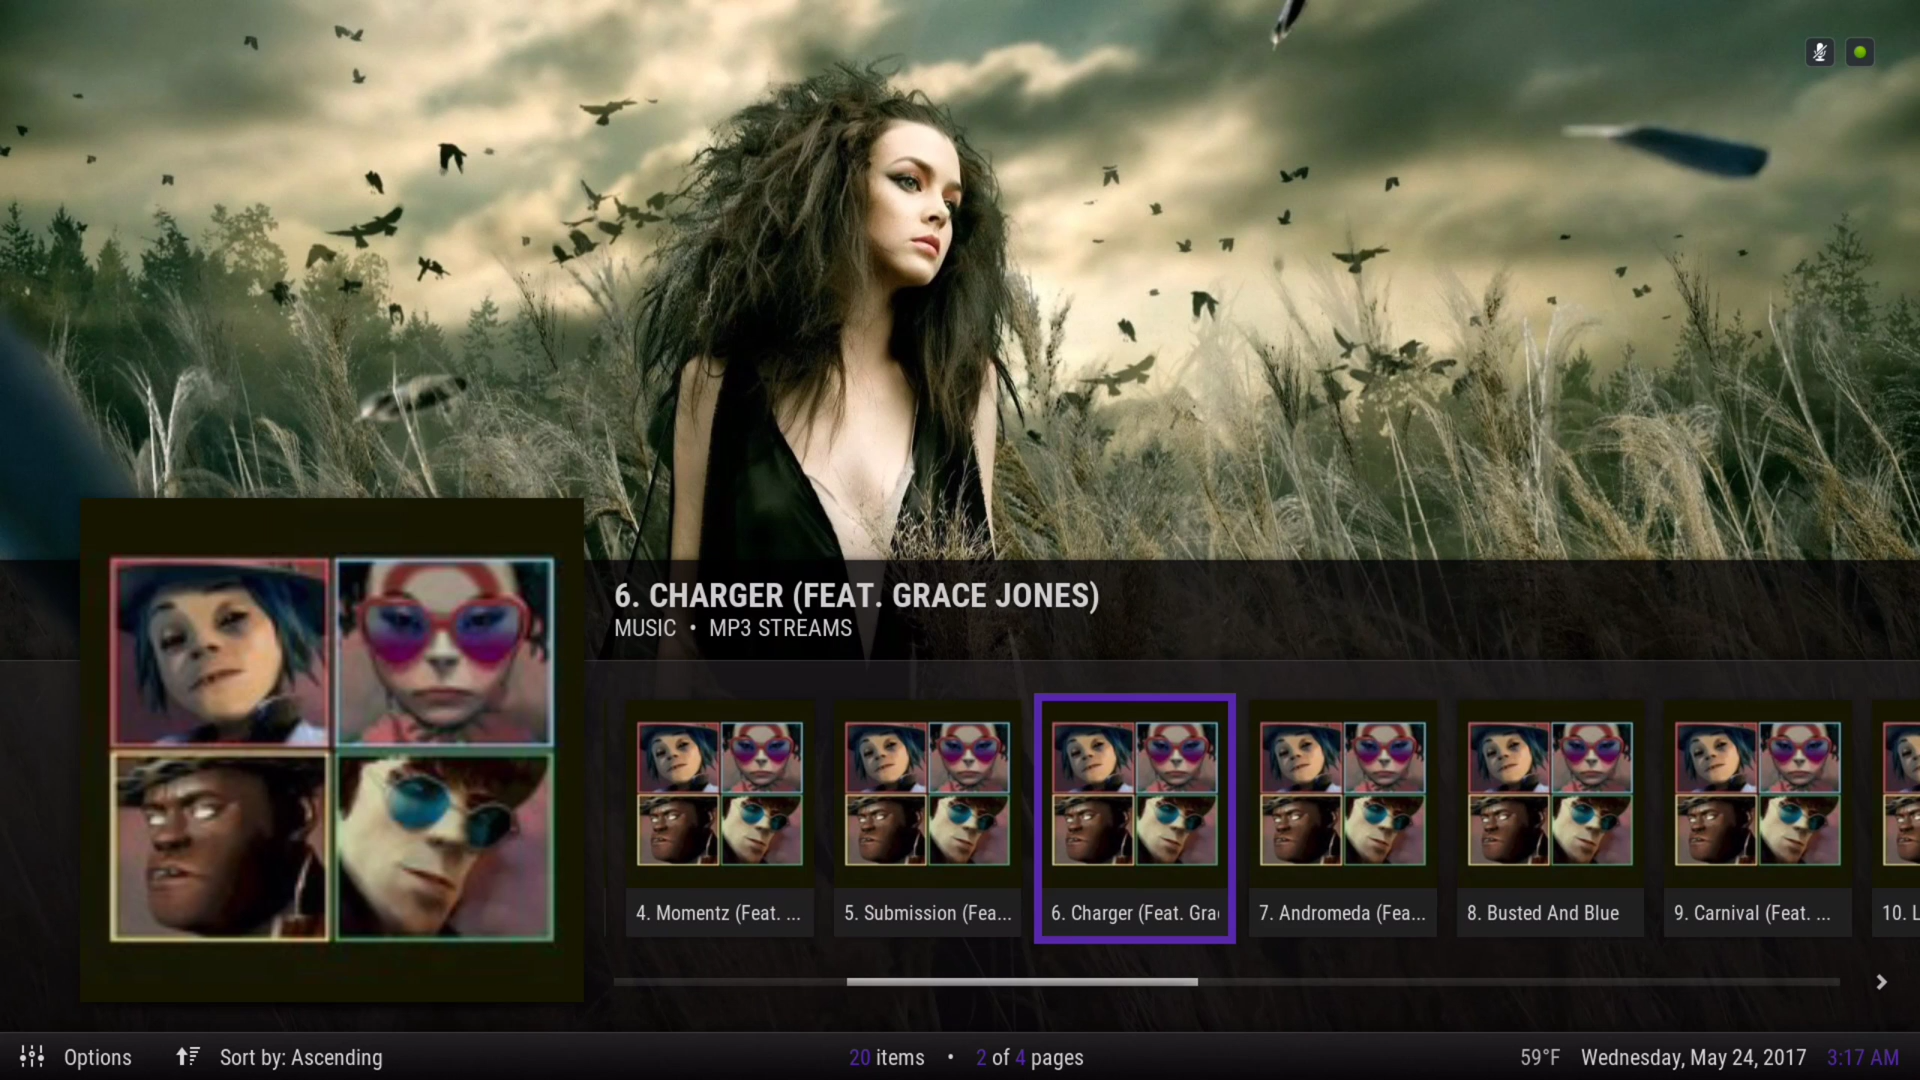 6. CHARGER (FEAT. GRACE JONES)
MUSIC • MP3 STREAMS
4. Momentz (Feat. ...
5. Submission (Fea...
6. Charger (Feat. Gra
7. Andromeda (Fea...
8. Busted And Blue
9. Carnival (Feat. ...
10. L
Options
Sort by: Ascending
20 items • 2 of 4 pages
59°F Wednesday, May 24, 2017 3:17 AM